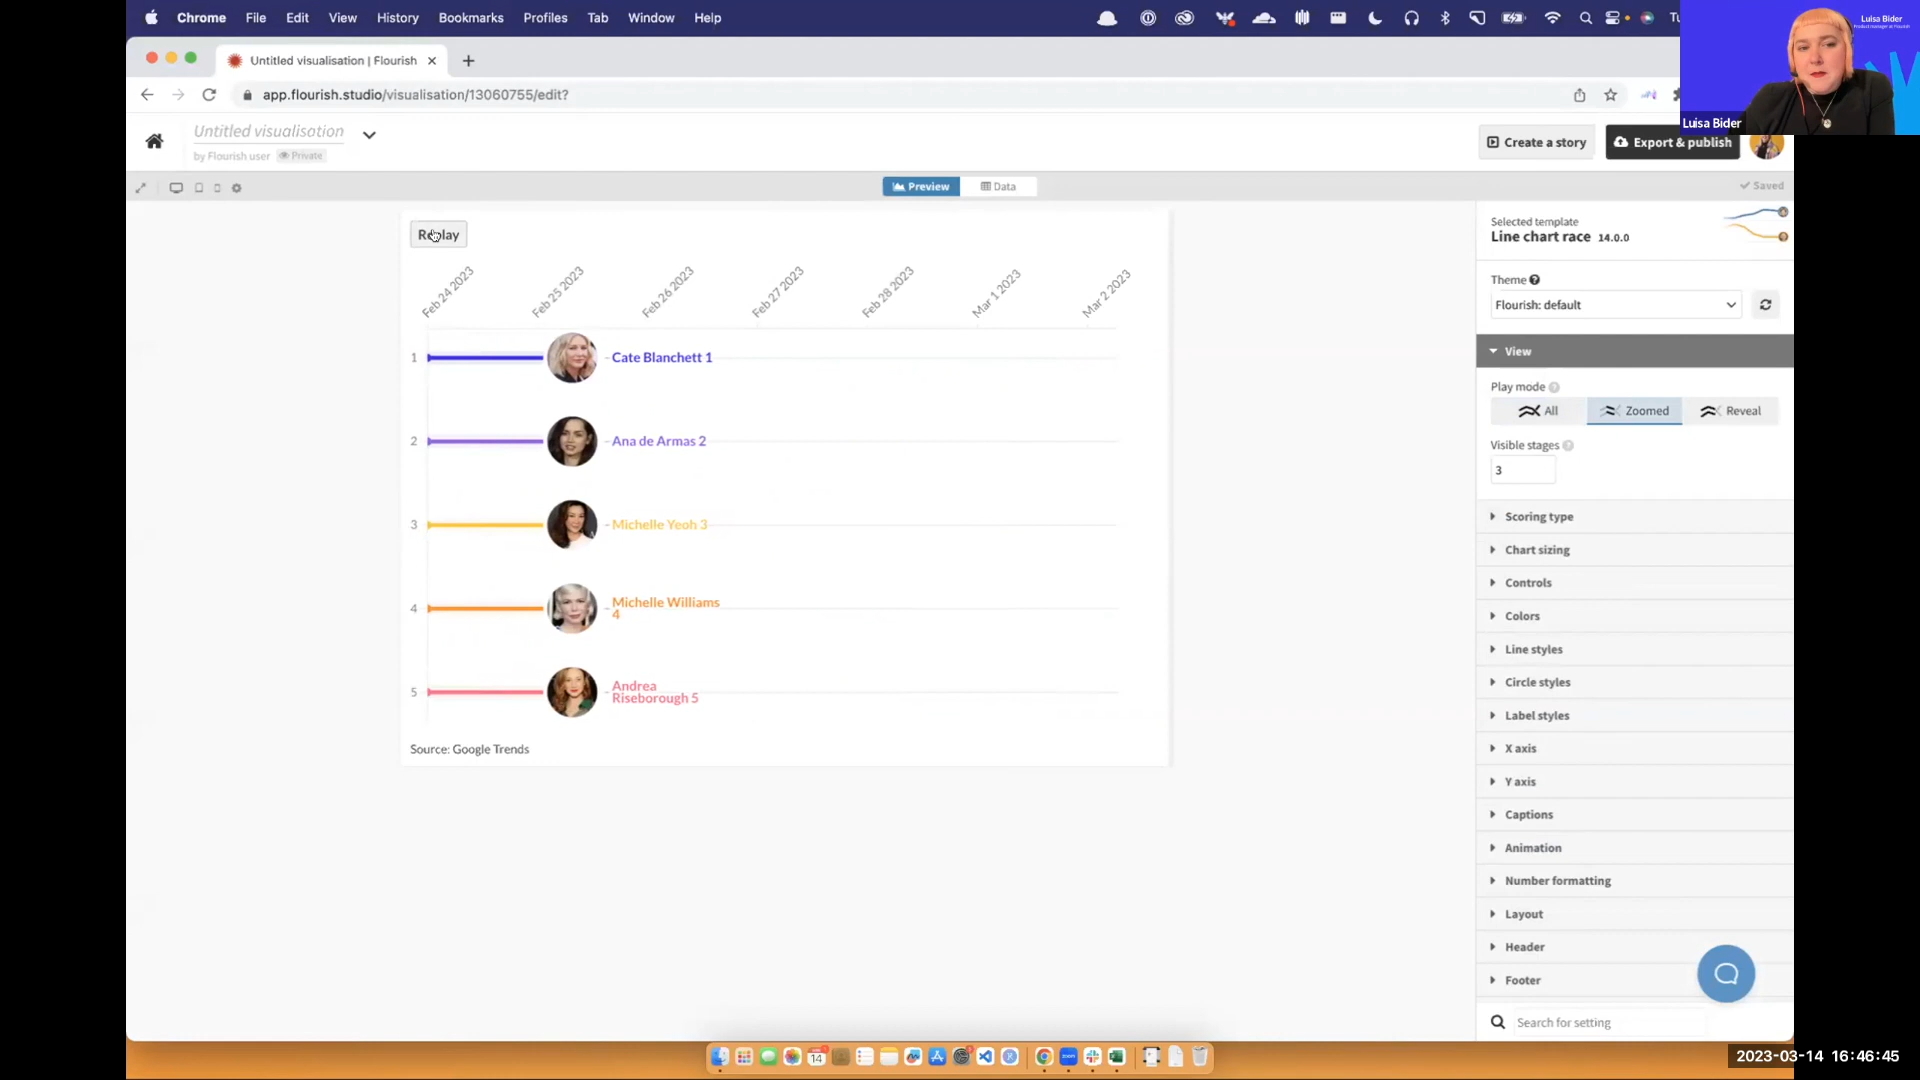 Chrome File Edit View History Bookmarks Profiles Tab Window Help
Luisa Bider
Luisa Bider
Untitled visualisation | Flourish
app.flourish.studio/visualisation/13060755/edit?
Untitled visualisation
by Flourish user Private
Create a story
Export & publish
Preview
Data
Saved
Replay
Feb 24 2023
Feb 25 2023
Feb 26 2023
Feb 27 2023
Feb 28 2023
Mar 1 2023
Mar 2 2023
1 Cate Blanchett 1
2 Ana de Armas 2
3 Michelle Yeoh 3
4 Michelle Williams
4
5 Andrea
Riseborough 5
Source: Google Trends
Selected template
Line chart race 14.0.0
Theme
Flourish: default
View
Play mode
All Zoomed Reveal
Visible stages
3
Scoring type
Chart sizing
Controls
Colors
Line styles
Circle styles
Label styles
X axis
Y axis
Captions
Animation
Number formatting
Layout
Header
Footer
Search for setting
14
2023-03-14 16:46:45